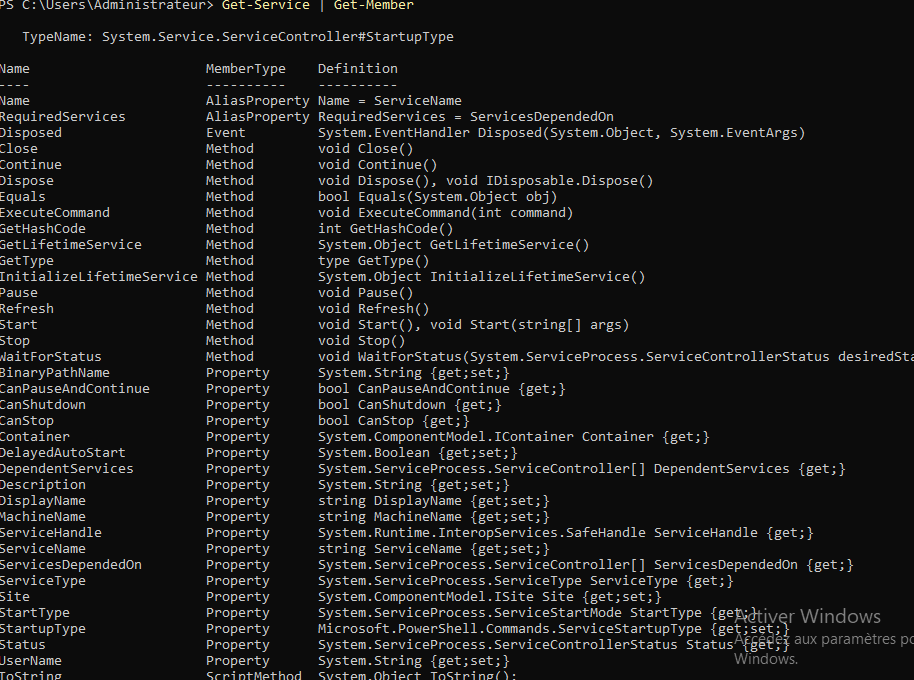 PS C:\Users\Administrateur> Get-Service | Get-Member
TypeName: System.Service.ServiceController#StartupType
Name MemberType Definition
---- ---------- ----------
Name AliasProperty Name = ServiceName
RequiredServices AliasProperty RequiredServices = ServicesDependedOn
Disposed Event System.EventHandler Disposed(System.Object, System.EventArgs)
Close Method void Close()
Continue Method void Continue()
Dispose Method void Dispose(), void IDisposable.Dispose()
Equals Method bool Equals(System.Object obj)
ExecuteCommand Method void ExecuteCommand(int command)
GetHashCode Method int GetHashCode()
GetLifetimeService Method System.Object GetLifetimeService()
GetType Method type GetType()
InitializeLifetimeService Method System.Object InitializeLifetimeService()
Pause Method void Pause()
Refresh Method void Refresh()
Start Method void Start(), void Start(string[] args)
Stop Method void Stop()
WaitForStatus Method void WaitForStatus(System.ServiceProcess.ServiceControllerStatus desiredSta
BinaryPathName Property System.String {get;set;}
CanPauseAndContinue Property bool CanPauseAndContinue {get;}
CanShutdown Property bool CanShutdown {get;}
CanStop Property bool CanStop {get;}
Container Property System.ComponentModel.IContainer Container {get;}
DelayedAutoStart Property System.Boolean {get;set;}
DependentServices Property System.ServiceProcess.ServiceController[] DependentServices {get;}
Description Property System.String {get;set;}
DisplayName Property string DisplayName {get;set;}
MachineName Property string MachineName {get;set;}
ServiceHandle Property System.Runtime.InteropServices.SafeHandle ServiceHandle {get;}
ServiceName Property string ServiceName {get;set;}
ServicesDependedOn Property System.ServiceProcess.ServiceController[] ServicesDependedOn {get;}
ServiceType Property System.ServiceProcess.ServiceType ServiceType {get;}
Site Property System.ComponentModel.ISite Site {get;set;}
StartType Property System.ServiceProcess.ServiceStartMode StartType {get;}
StartupType Property Microsoft.PowerShell.Commands.ServiceStartupType {get;set;}
Status Property System.ServiceProcess.ServiceControllerStatus Status {get;}
UserName Property System.String {get;set;}
ToString ScriptMethod System.Object ToString();
Activer Windows
Accédez aux paramètres po
Windows.